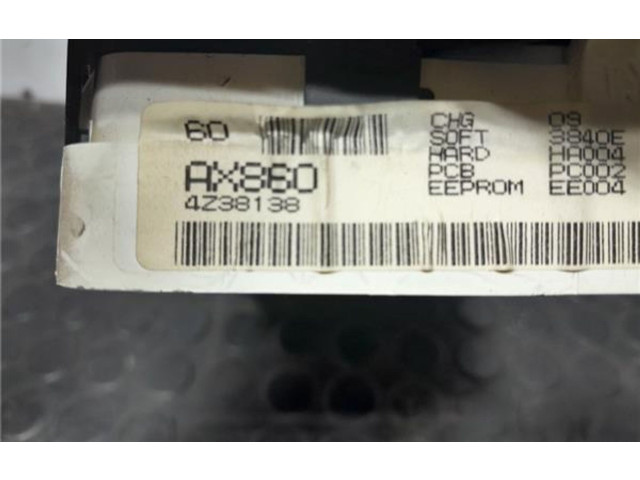 60
AX860
4Z38138
CHG 09
SOFT 3840E
HARD HA004
PCB PC002
EEPROM EE004